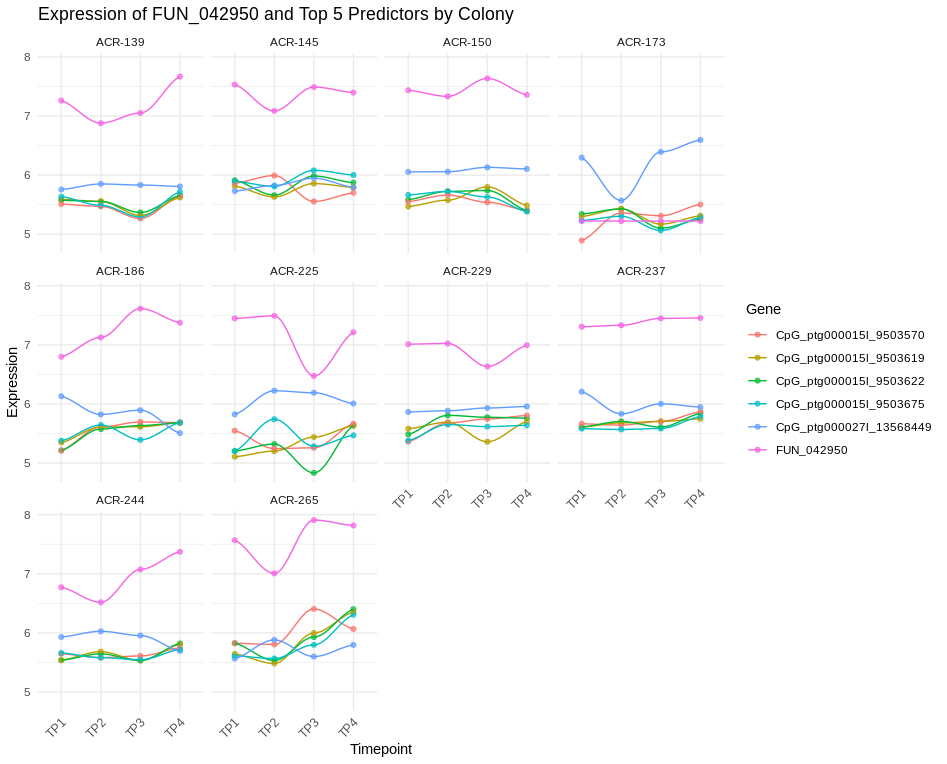 Expression of FUN_042950 and Top 5 Predictors by Colony
ACR-139 ACR-145 ACR-150 ACR-173
8
7
6
5
ACR-186 ACR-225 ACR-229 ACR-237
8
7
6
5
TP1 TP2 TP3 TP4 TP1 TP2 TP3 TP4
ACR-244 ACR-265
8
7
6
5
TP1 TP2 TP3 TP4 TP1 TP2 TP3 TP4
Expression
Timepoint
Gene
CpG_ptg000015l_9503570
CpG_ptg000015l_9503619
CpG_ptg000015l_9503622
CpG_ptg000015l_9503675
CpG_ptg000027l_13568449
FUN_042950